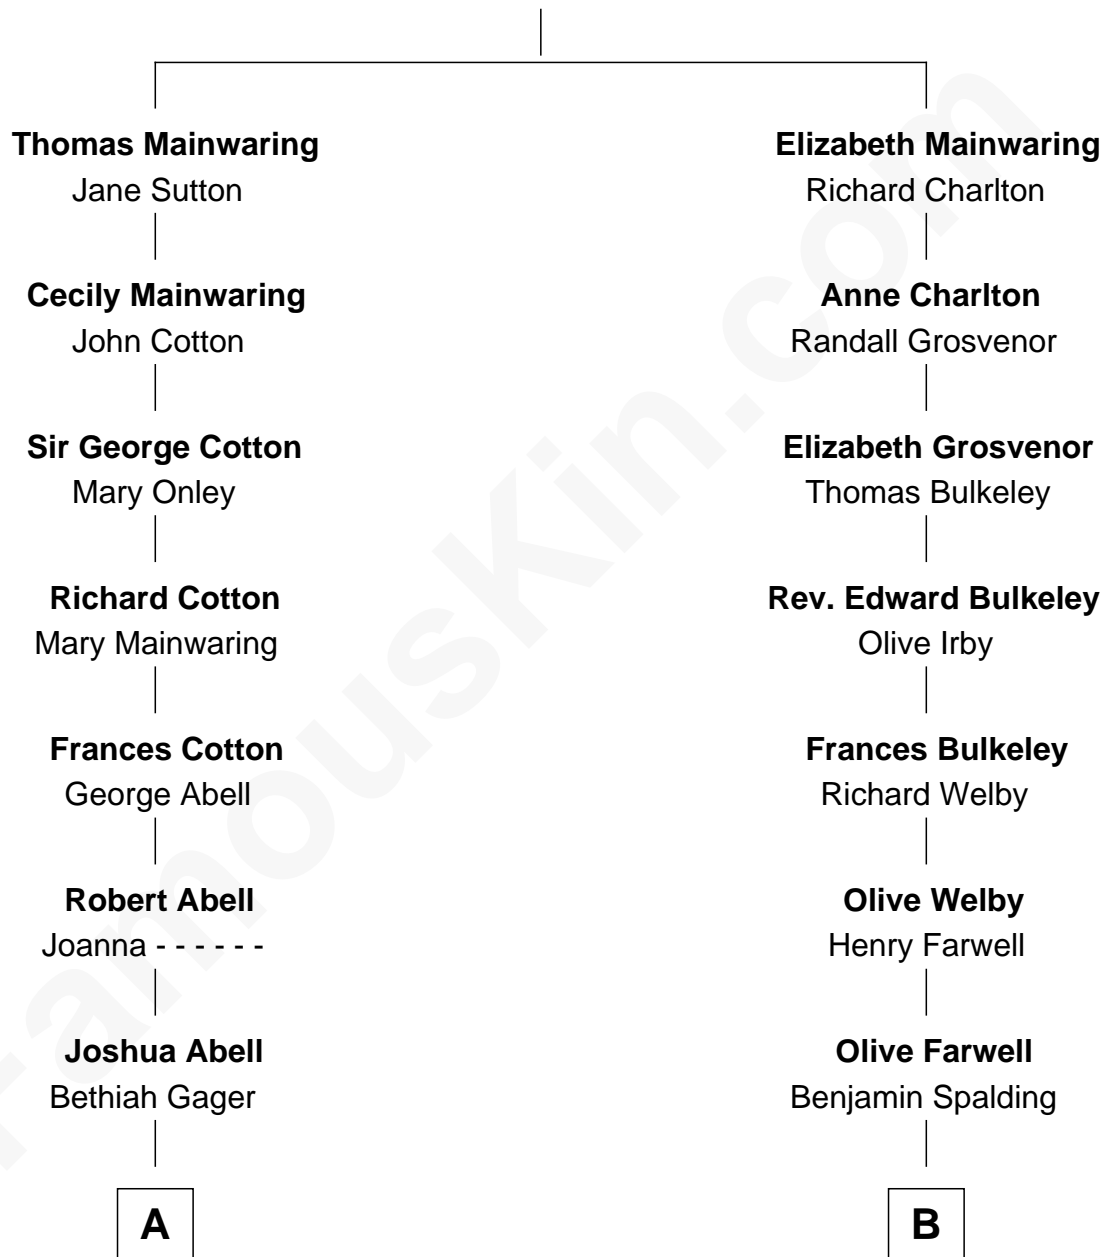 Thomas Mainwaring
Jane Sutton
Cecily Mainwaring
John Cotton
Sir George Cotton
Mary Onley
Richard Cotton
Mary Mainwaring
Frances Cotton
George Abell
Robert Abell
Joanna - - - - - -
Joshua Abell
Bethiah Gager
A
Elizabeth Mainwaring
Richard Charlton
Anne Charlton
Randall Grosvenor
Elizabeth Grosvenor
Thomas Bulkeley
Rev. Edward Bulkeley
Olive Irby
Frances Bulkeley
Richard Welby
Olive Welby
Henry Farwell
Olive Farwell
Benjamin Spalding
B
FamousKin.com